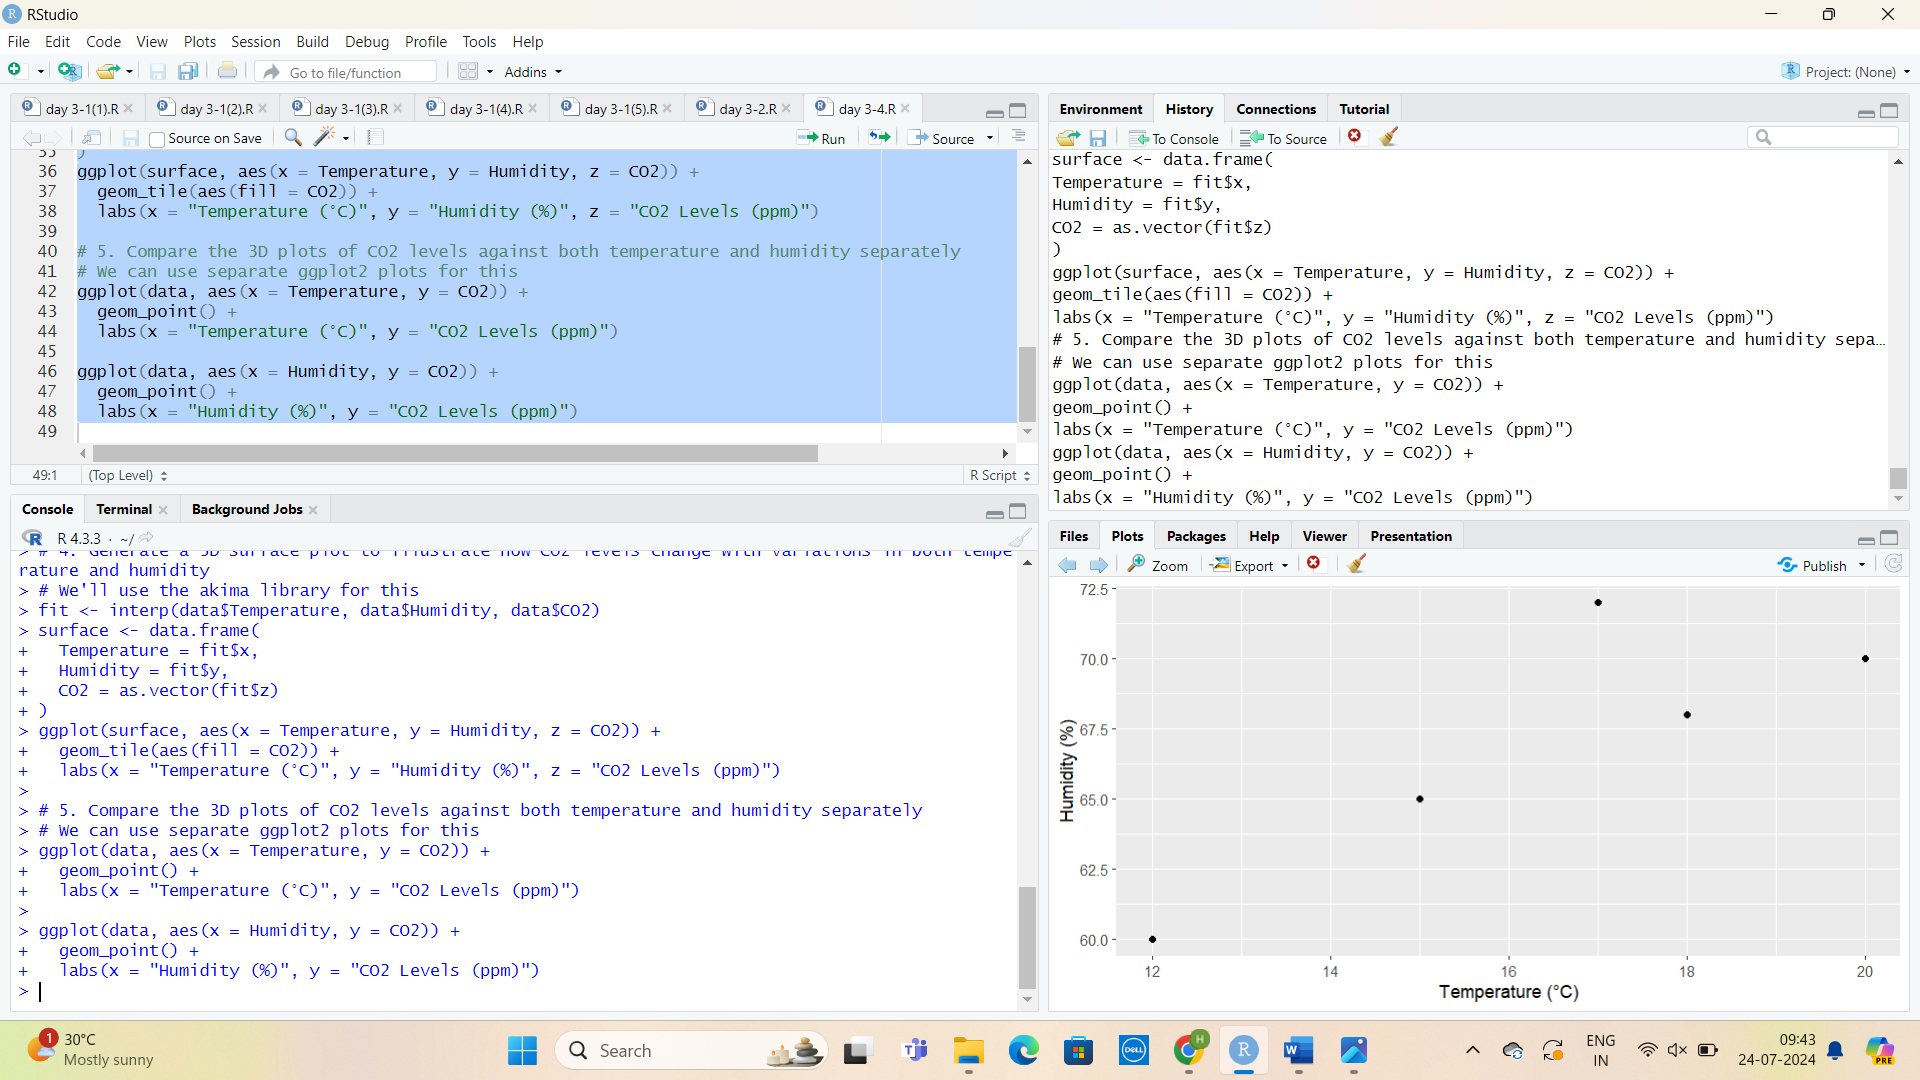 RStudio
File Edit Code View Plots Session Build Debug Profile Tools Help
Go to file/function Addins Project: (None)
day 3-1(1).R day 3-1(2).R day 3-1(3).R day 3-1(4).R day 3-1(5).R day 3-2.R day 3-4.R
Source on Save Run Source
35 )
36 ggplot(surface, aes(x = Temperature, y = Humidity, z = CO2)) +
37 geom_tile(aes(fill = CO2)) +
38 labs(x = "Temperature (°C)", y = "Humidity (%)", z = "CO2 Levels (ppm)")
39
40 # 5. Compare the 3D plots of CO2 levels against both temperature and humidity separately
41 # We can use separate ggplot2 plots for this
42 ggplot(data, aes(x = Temperature, y = CO2)) +
43 geom_point() +
44 labs(x = "Temperature (°C)", y = "CO2 Levels (ppm)")
45
46 ggplot(data, aes(x = Humidity, y = CO2)) +
47 geom_point() +
48 labs(x = "Humidity (%)", y = "CO2 Levels (ppm)")
49
49:1 (Top Level) R Script
Console Terminal Background Jobs
R 4.3.3 · ~/
> # 4. Generate a 3D surface plot to illustrate how CO2 levels change with variations in both tempe
rature and humidity
> # We'll use the akima library for this
> fit <- interp(data$Temperature, data$Humidity, data$CO2)
> surface <- data.frame(
+ Temperature = fit$x,
+ Humidity = fit$y,
+ CO2 = as.vector(fit$z)
+ )
> ggplot(surface, aes(x = Temperature, y = Humidity, z = CO2)) +
+ geom_tile(aes(fill = CO2)) +
+ labs(x = "Temperature (°C)", y = "Humidity (%)", z = "CO2 Levels (ppm)")
>
> # 5. Compare the 3D plots of CO2 levels against both temperature and humidity separately
> # We can use separate ggplot2 plots for this
> ggplot(data, aes(x = Temperature, y = CO2)) +
+ geom_point() +
+ labs(x = "Temperature (°C)", y = "CO2 Levels (ppm)")
>
> ggplot(data, aes(x = Humidity, y = CO2)) +
+ geom_point() +
+ labs(x = "Humidity (%)", y = "CO2 Levels (ppm)")
>
Environment History Connections Tutorial
To Console To Source
surface <- data.frame(
Temperature = fit$x,
Humidity = fit$y,
CO2 = as.vector(fit$z)
)
ggplot(surface, aes(x = Temperature, y = Humidity, z = CO2)) +
geom_tile(aes(fill = CO2)) +
labs(x = "Temperature (°C)", y = "Humidity (%)", z = "CO2 Levels (ppm)")
# 5. Compare the 3D plots of CO2 levels against both temperature and humidity sepa...
# We can use separate ggplot2 plots for this
ggplot(data, aes(x = Temperature, y = CO2)) +
geom_point() +
labs(x = "Temperature (°C)", y = "CO2 Levels (ppm)")
ggplot(data, aes(x = Humidity, y = CO2)) +
geom_point() +
labs(x = "Humidity (%)", y = "CO2 Levels (ppm)")
Files Plots Packages Help Viewer Presentation
Zoom Export Publish
72.5
70.0
67.5
65.0
62.5
60.0
Humidity (%)
12 14 16 18 20
Temperature (°C)
1 30°C
Mostly sunny
Search
DELL
H
R
W
ENG
IN
09:43
24-07-2024
PRE